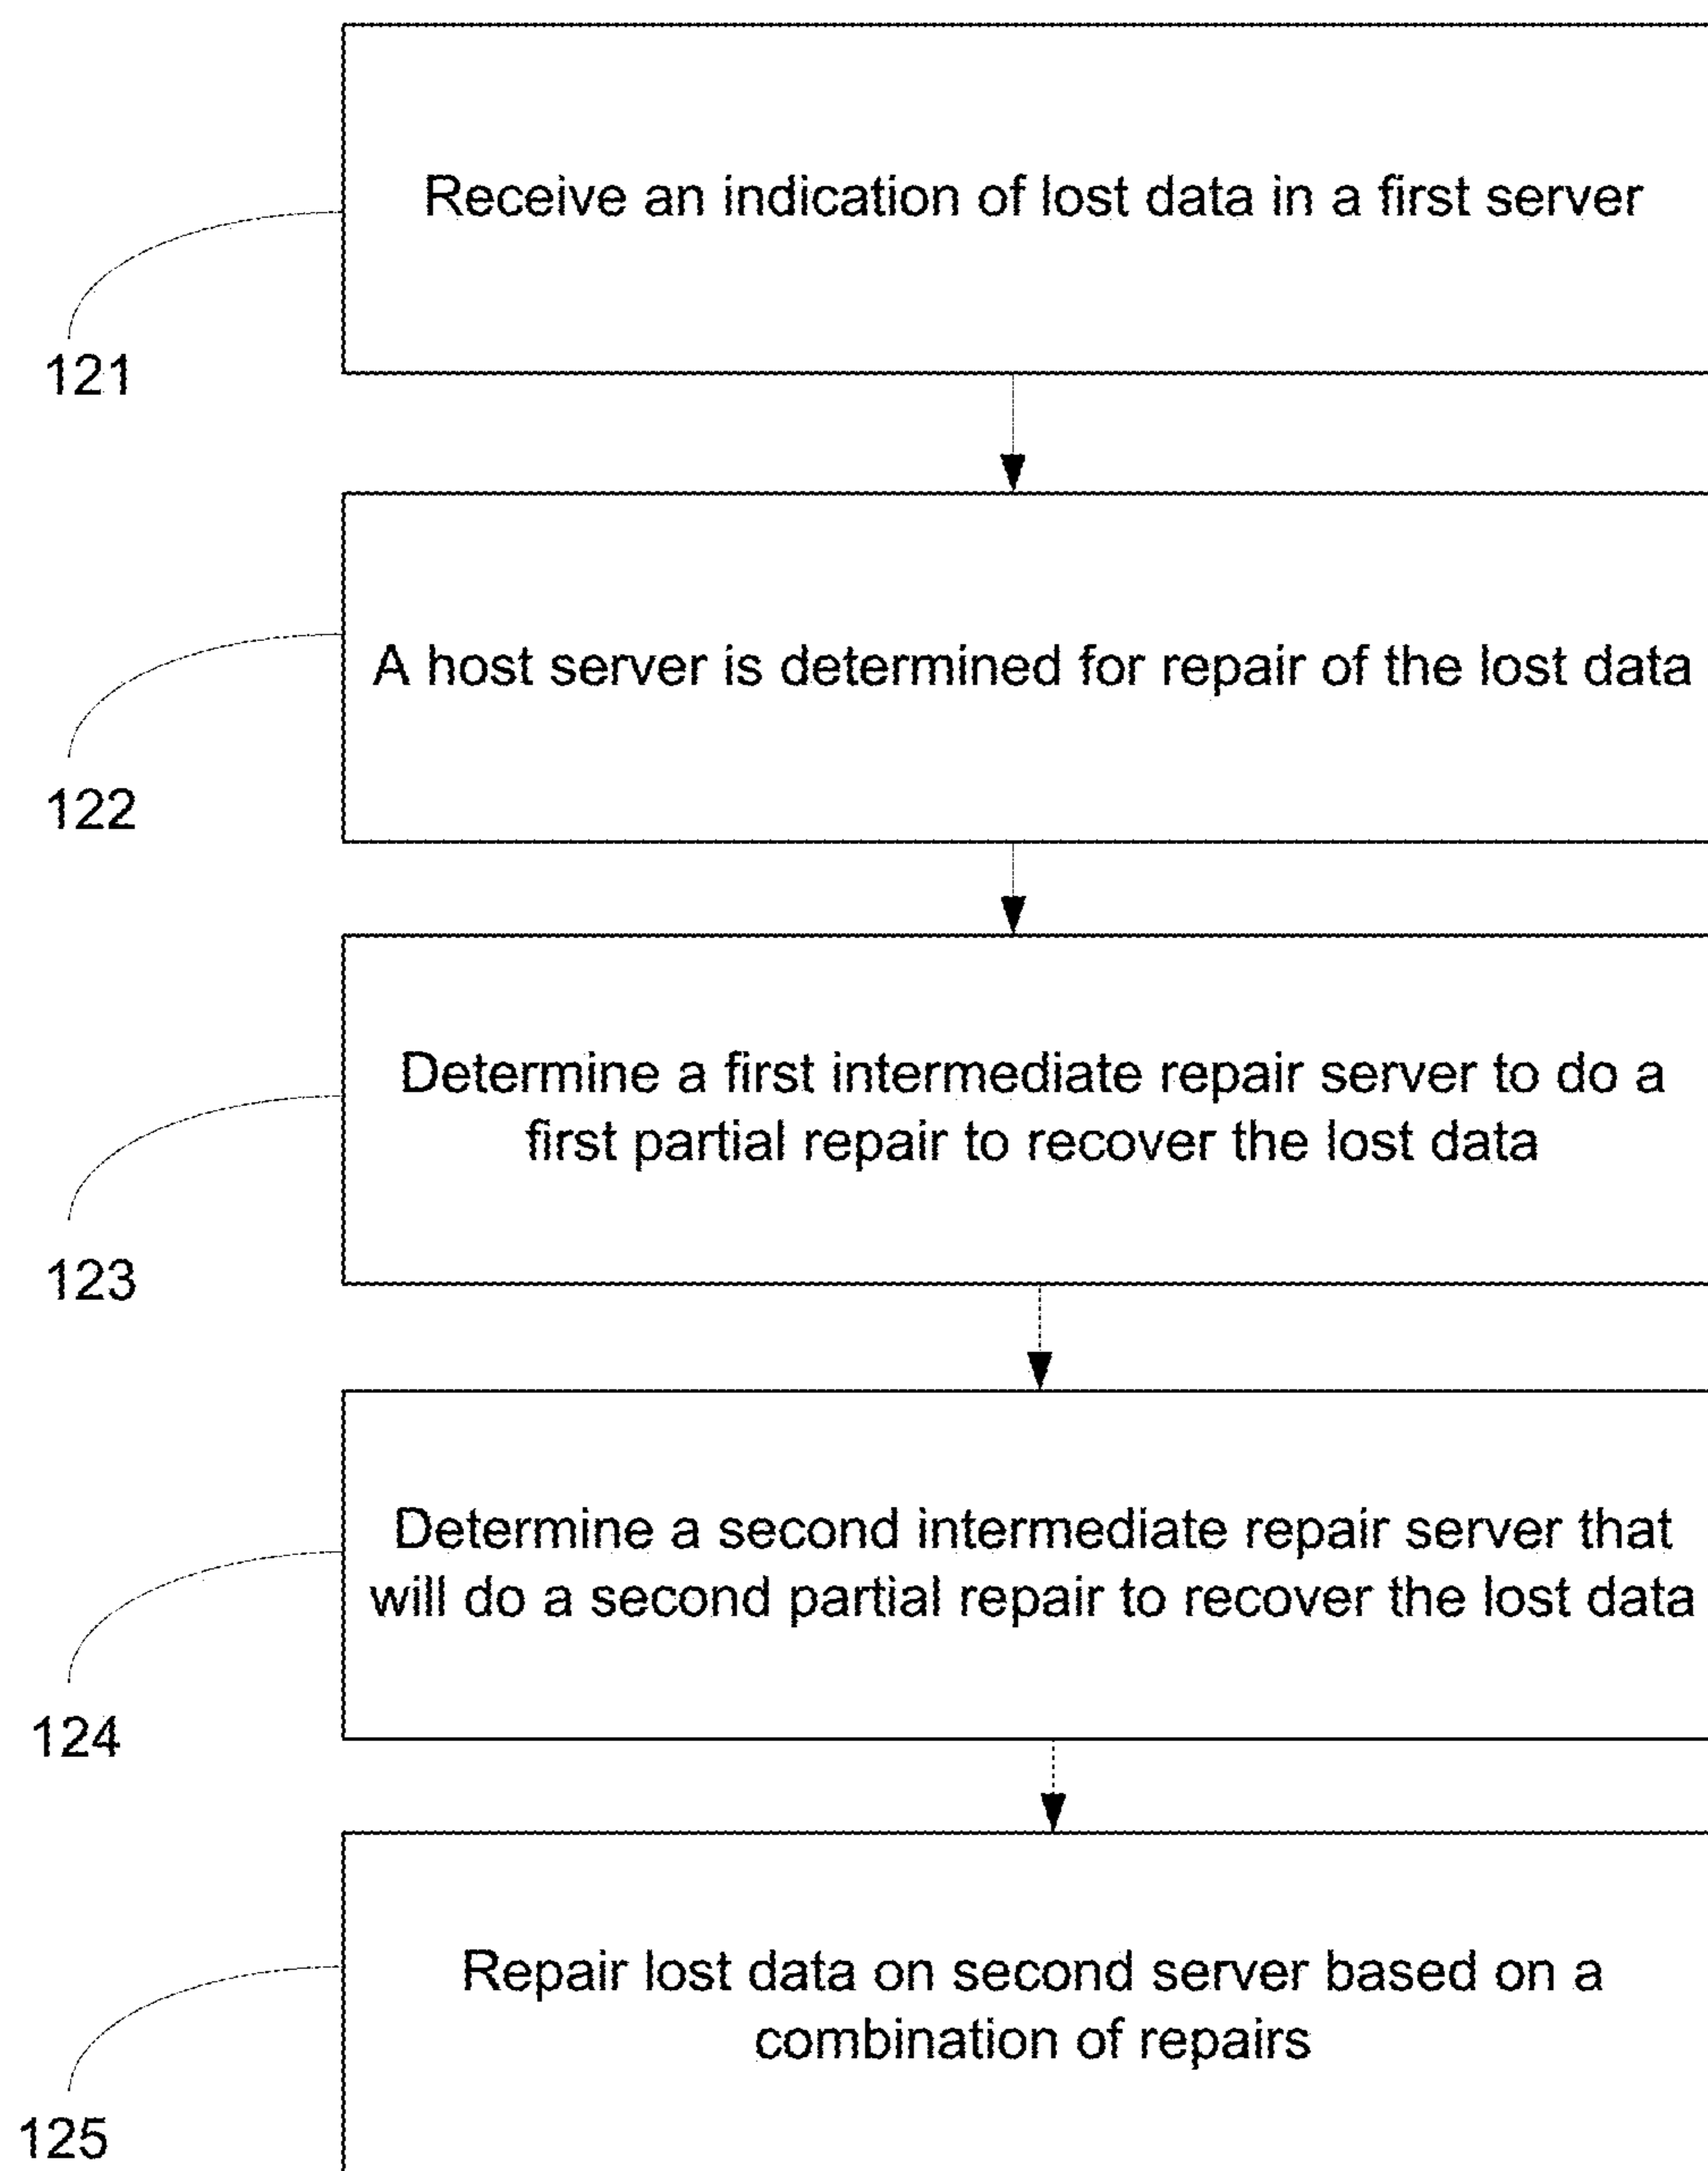 Receive an indication of lost data in a first server
121
A host server is determined for repair of the lost data
122
Determine a first intermediate repair server to do a
first partial repair to recover the lost data
123
Determine a second intermediate repair server that
will do a second partial repair to recover the lost data
124
Repair lost data on second server based on a
combination of repairs
125